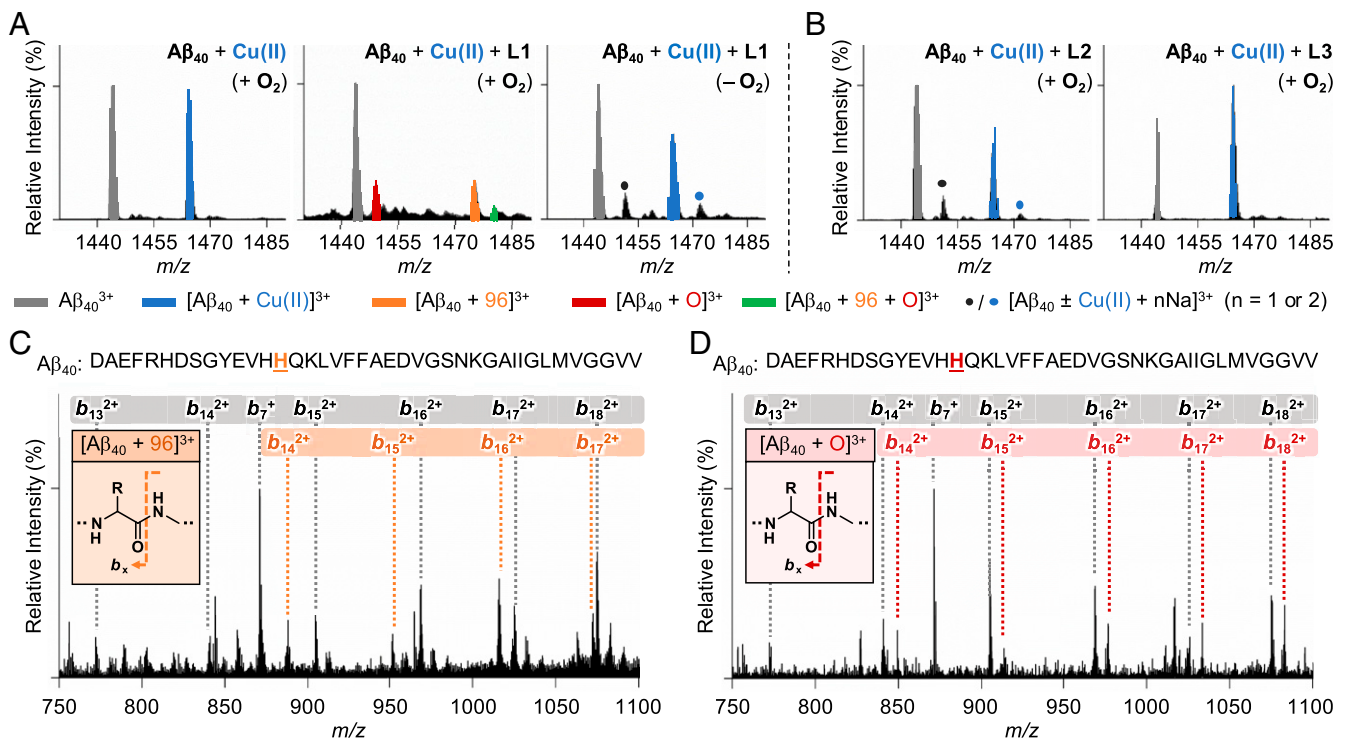 A
B
Relative Intensity (%)
Aβ40 + Cu(II)
(+ O2)
Aβ40 + Cu(II) + L1
(+ O2)
Aβ40 + Cu(II) + L1
(– O2)
Relative Intensity (%)
Aβ40 + Cu(II) + L2
(+ O2)
Aβ40 + Cu(II) + L3
(+ O2)
1440 1455 1470 1485
1440 1455 1470 1485
1440 1455 1470 1485
1440 1455 1470 1485
1440 1455 1470 1485
m/z
m/z
m/z
m/z
m/z
Aβ40³⁺ [Aβ40 + Cu(II)]³⁺ [Aβ40 + 96]³⁺ [Aβ40 + O]³⁺ [Aβ40 + 96 + O]³⁺ ●/● [Aβ40 ± Cu(II) + nNa]³⁺ (n = 1 or 2)
C
Aβ40: DAEFRHDSGYEVHHQKLVFFAEDVGSNKGAIIGLMVGGVV
b13²⁺ b14²⁺ b7⁺ b15²⁺ b16²⁺ b17²⁺ b18²⁺
b14²⁺ b15²⁺ b16²⁺ b17²⁺
[Aβ40 + 96]³⁺
R
H
N
N
H
O
bx
Relative Intensity (%)
750 800 850 900 950 1000 1050 1100
m/z
D
Aβ40: DAEFRHDSGYEVHHQKLVFFAEDVGSNKGAIIGLMVGGVV
b13²⁺ b14²⁺ b7⁺ b15²⁺ b16²⁺ b17²⁺ b18²⁺
b14²⁺ b15²⁺ b16²⁺ b17²⁺ b18²⁺
[Aβ40 + O]³⁺
R
H
N
N
H
O
bx
Relative Intensity (%)
750 800 850 900 950 1000 1050 1100
m/z